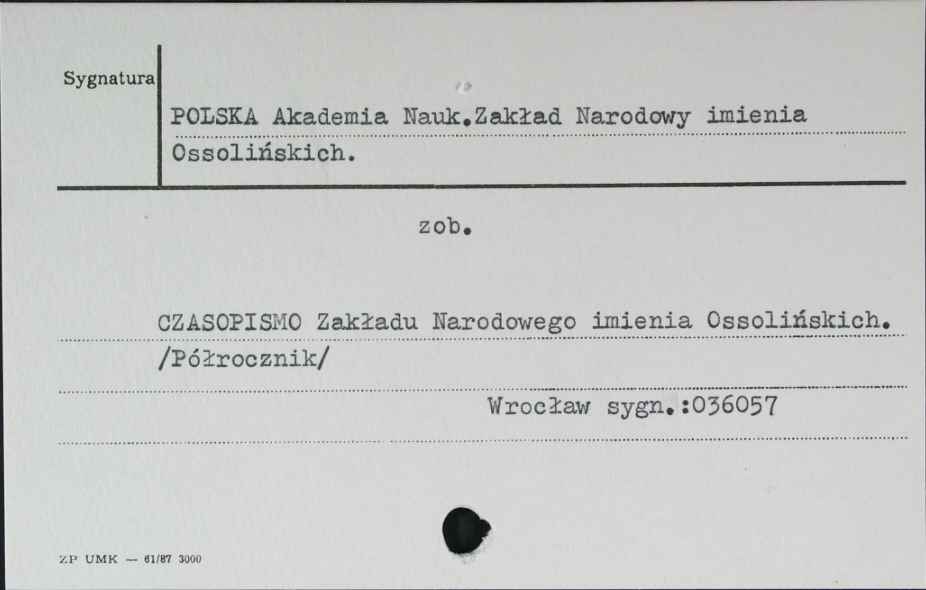 Sygnatura
POLSKA Akademia Nauk.Zakład Narodowy imienia
Ossolińskich.
zob.
CZASOPISMO Zakładu Narodowego imienia Ossolińskich.
/Półrocznik/
Wrocław sygn.:036057
ZP UMK — 61/87 3000